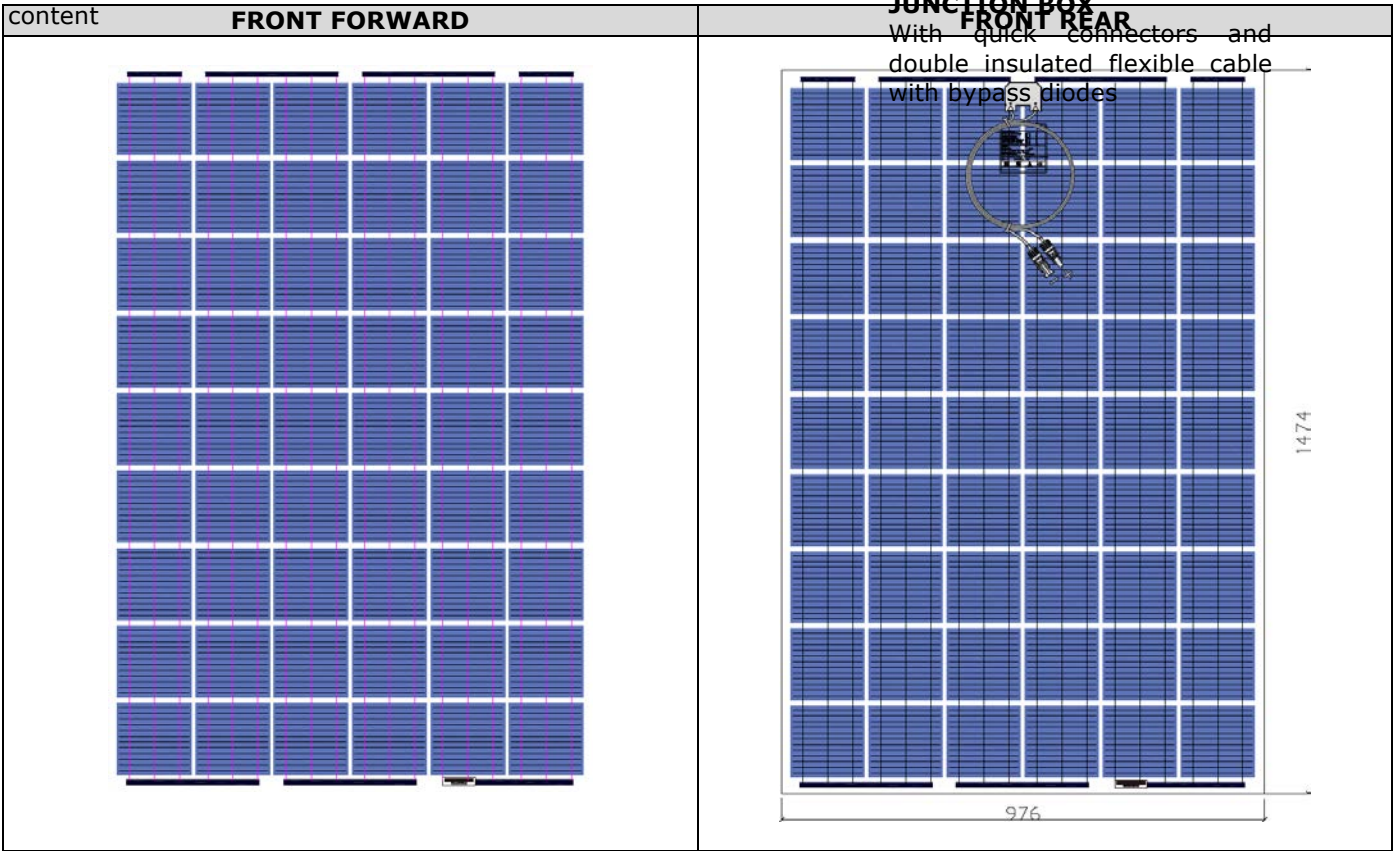 content
FRONT FORWARD
JUNCTION BOX
FRONT REAR
With quick connectors and
double insulated flexible cable
with bypass diodes
1474
976